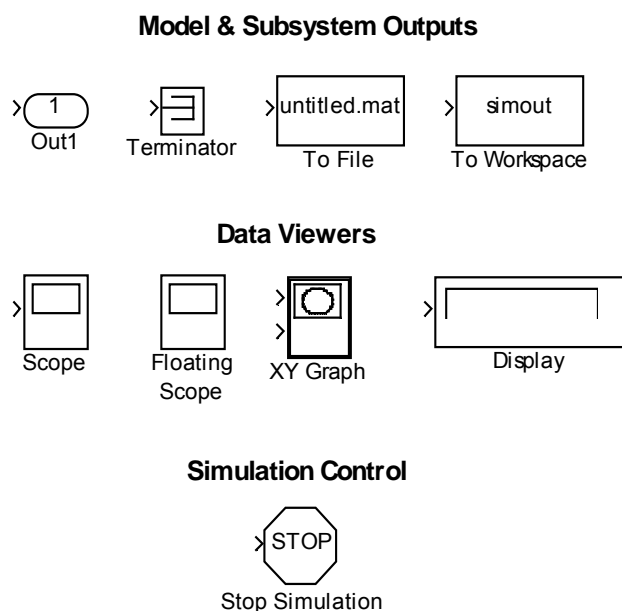 Model & Subsystem Outputs
1
Out1
Terminator
untitled.mat
To File
simout
To Workspace
Data Viewers
Scope
Floating
Scope
XY Graph
Display
Simulation Control
STOP
Stop Simulation